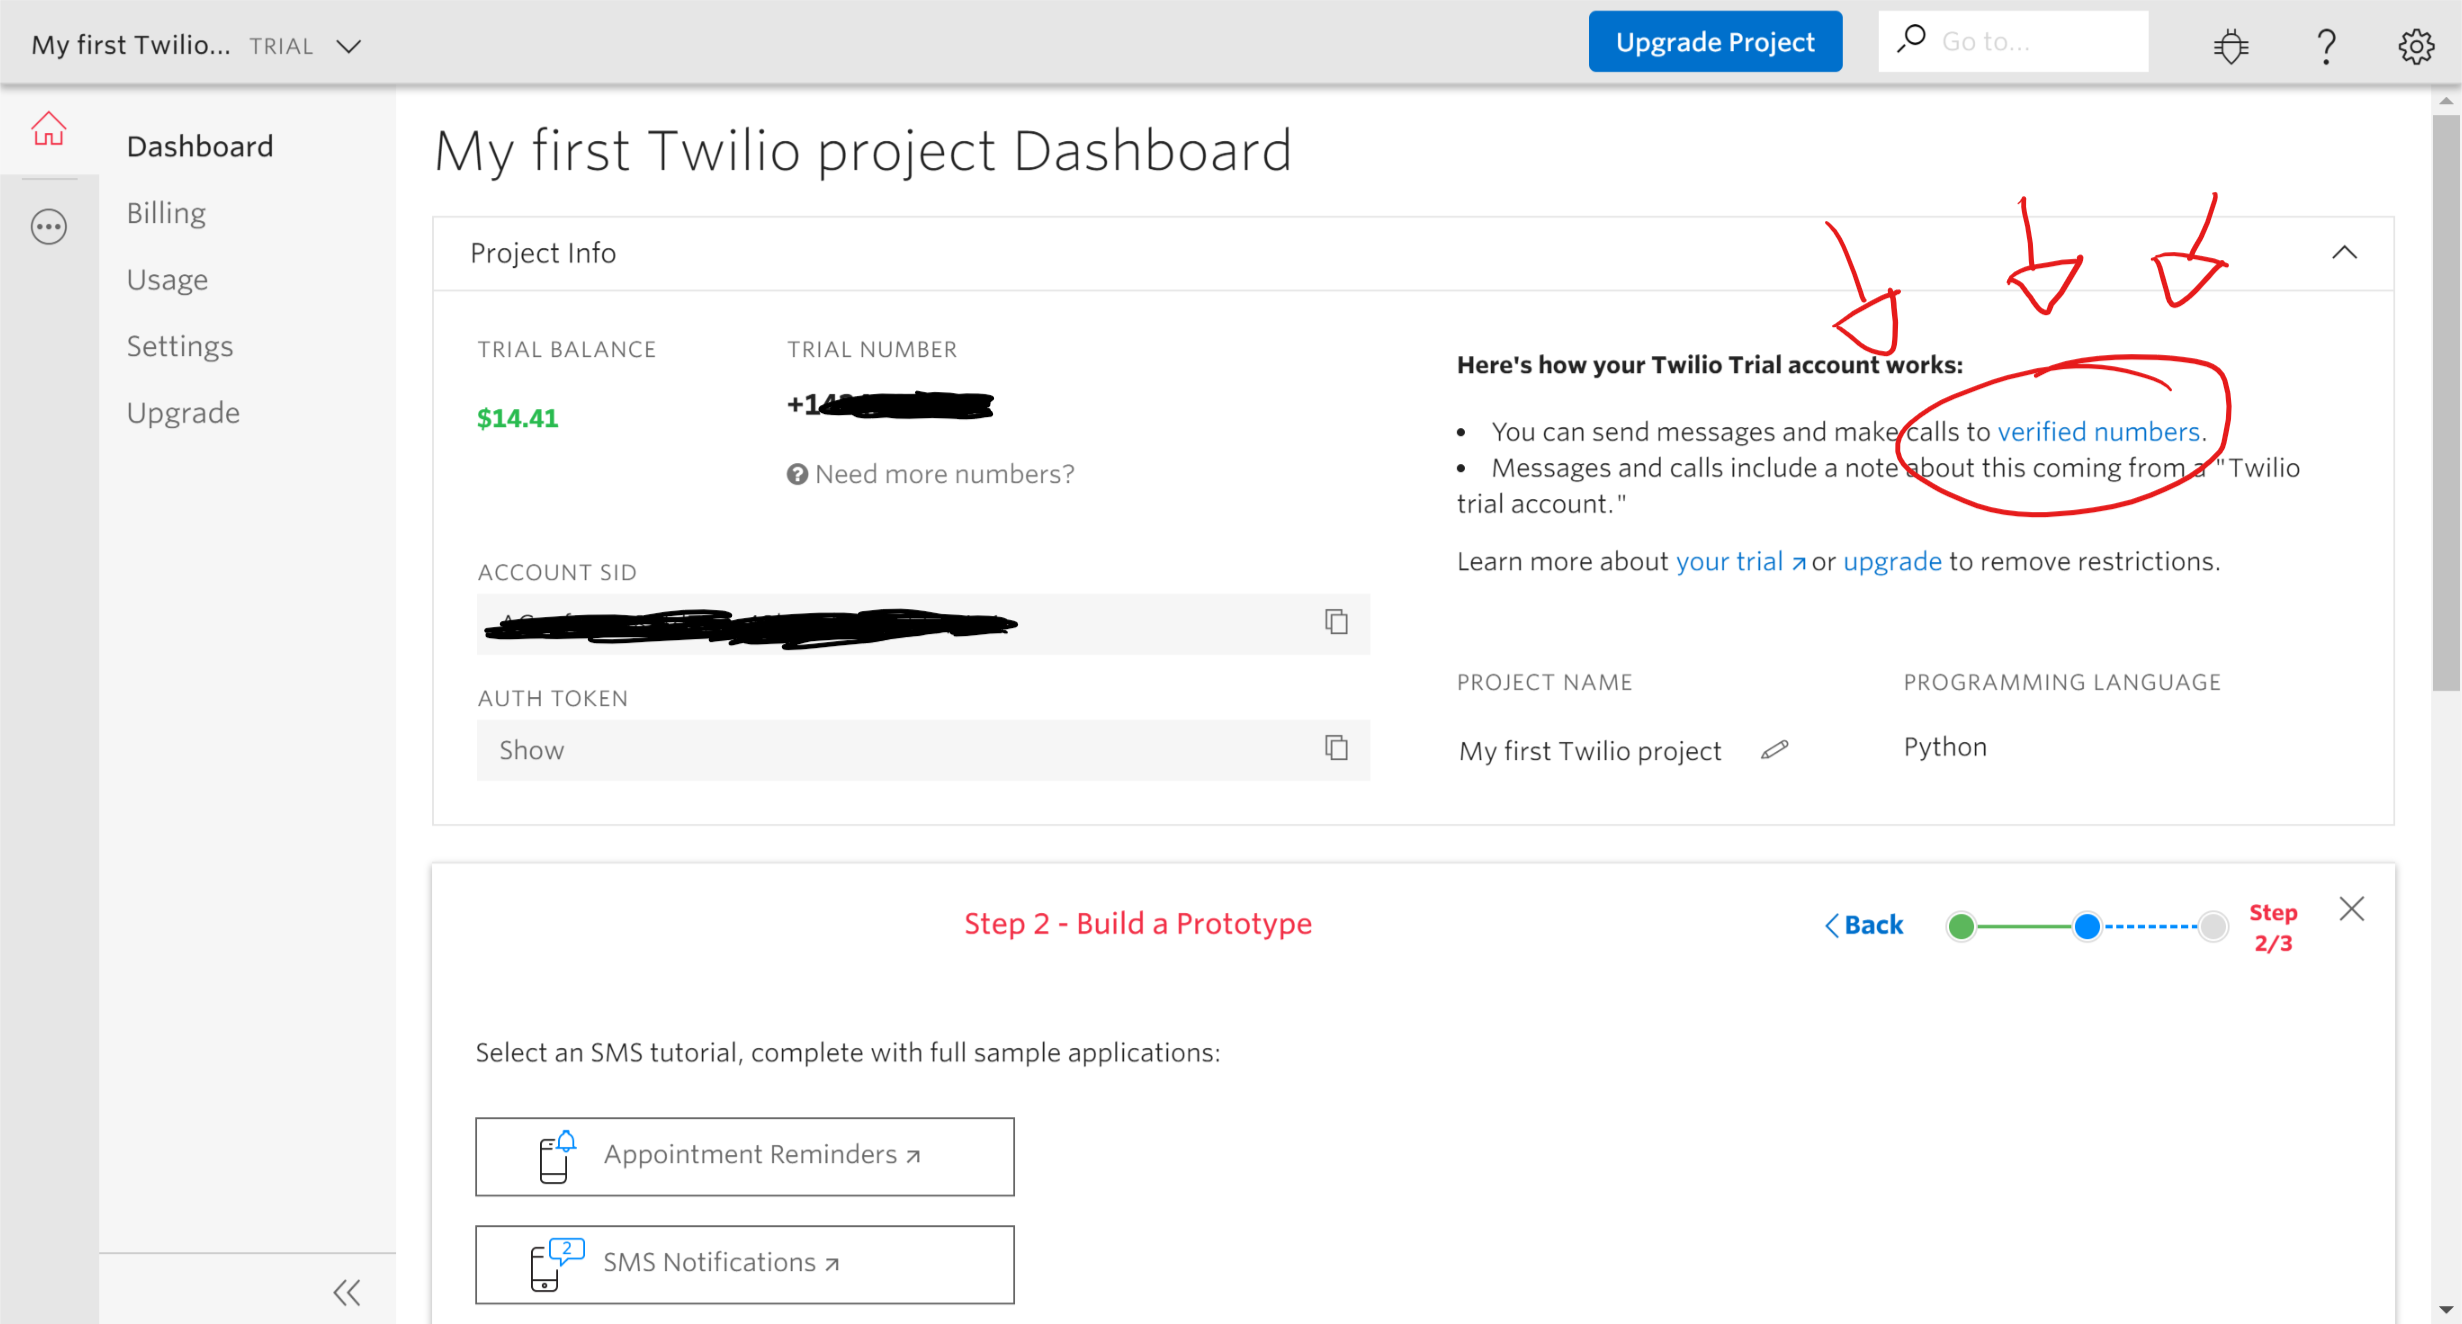 My first Twilio... TRIAL
Upgrade Project
Go to...
Dashboard
Billing
Usage
Settings
Upgrade
My first Twilio project Dashboard
Project Info
TRIAL BALANCE
$14.41
TRIAL NUMBER
Need more numbers?
ACCOUNT SID
AUTH TOKEN
Show
Here's how your Twilio Trial account works:
• You can send messages and make calls to verified numbers.
• Messages and calls include a note about this coming from a "Twilio
trial account."
Learn more about your trial or upgrade to remove restrictions.
PROJECT NAME
My first Twilio project
PROGRAMMING LANGUAGE
Python
Step 2 - Build a Prototype
Back
Step
2/3
Select an SMS tutorial, complete with full sample applications:
Appointment Reminders
2
SMS Notifications